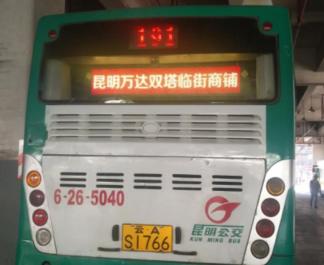 191
昆明万达双塔临街商铺
6-26-5040
云A
S1766
昆明公交
KUN MING BUS